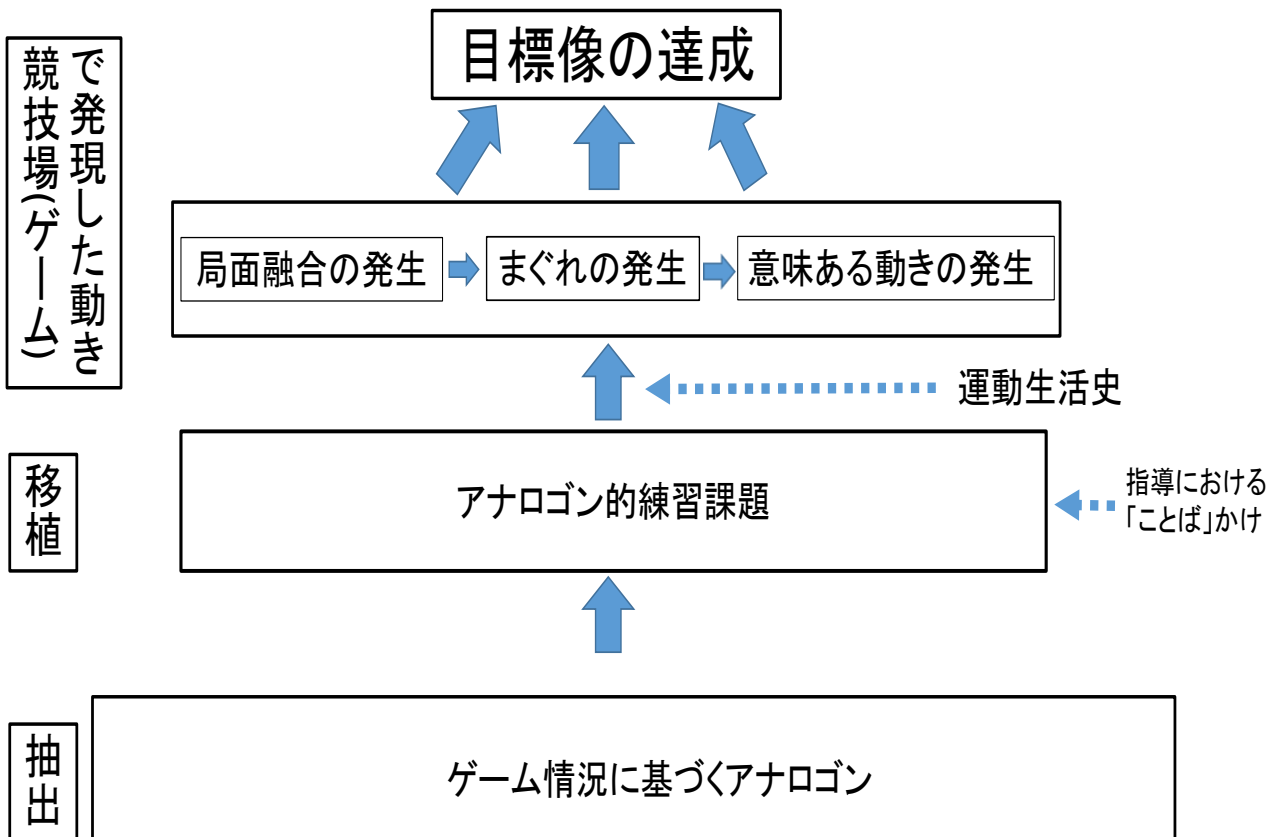 目標像の達成
競技場(ゲーム)
で発現した動き
局面融合の発生
まぐれの発生
意味ある動きの発生
運動生活史
移植
アナロゴン的練習課題
指導における
「ことば」かけ
抽出
ゲーム情況に基づくアナロゴン